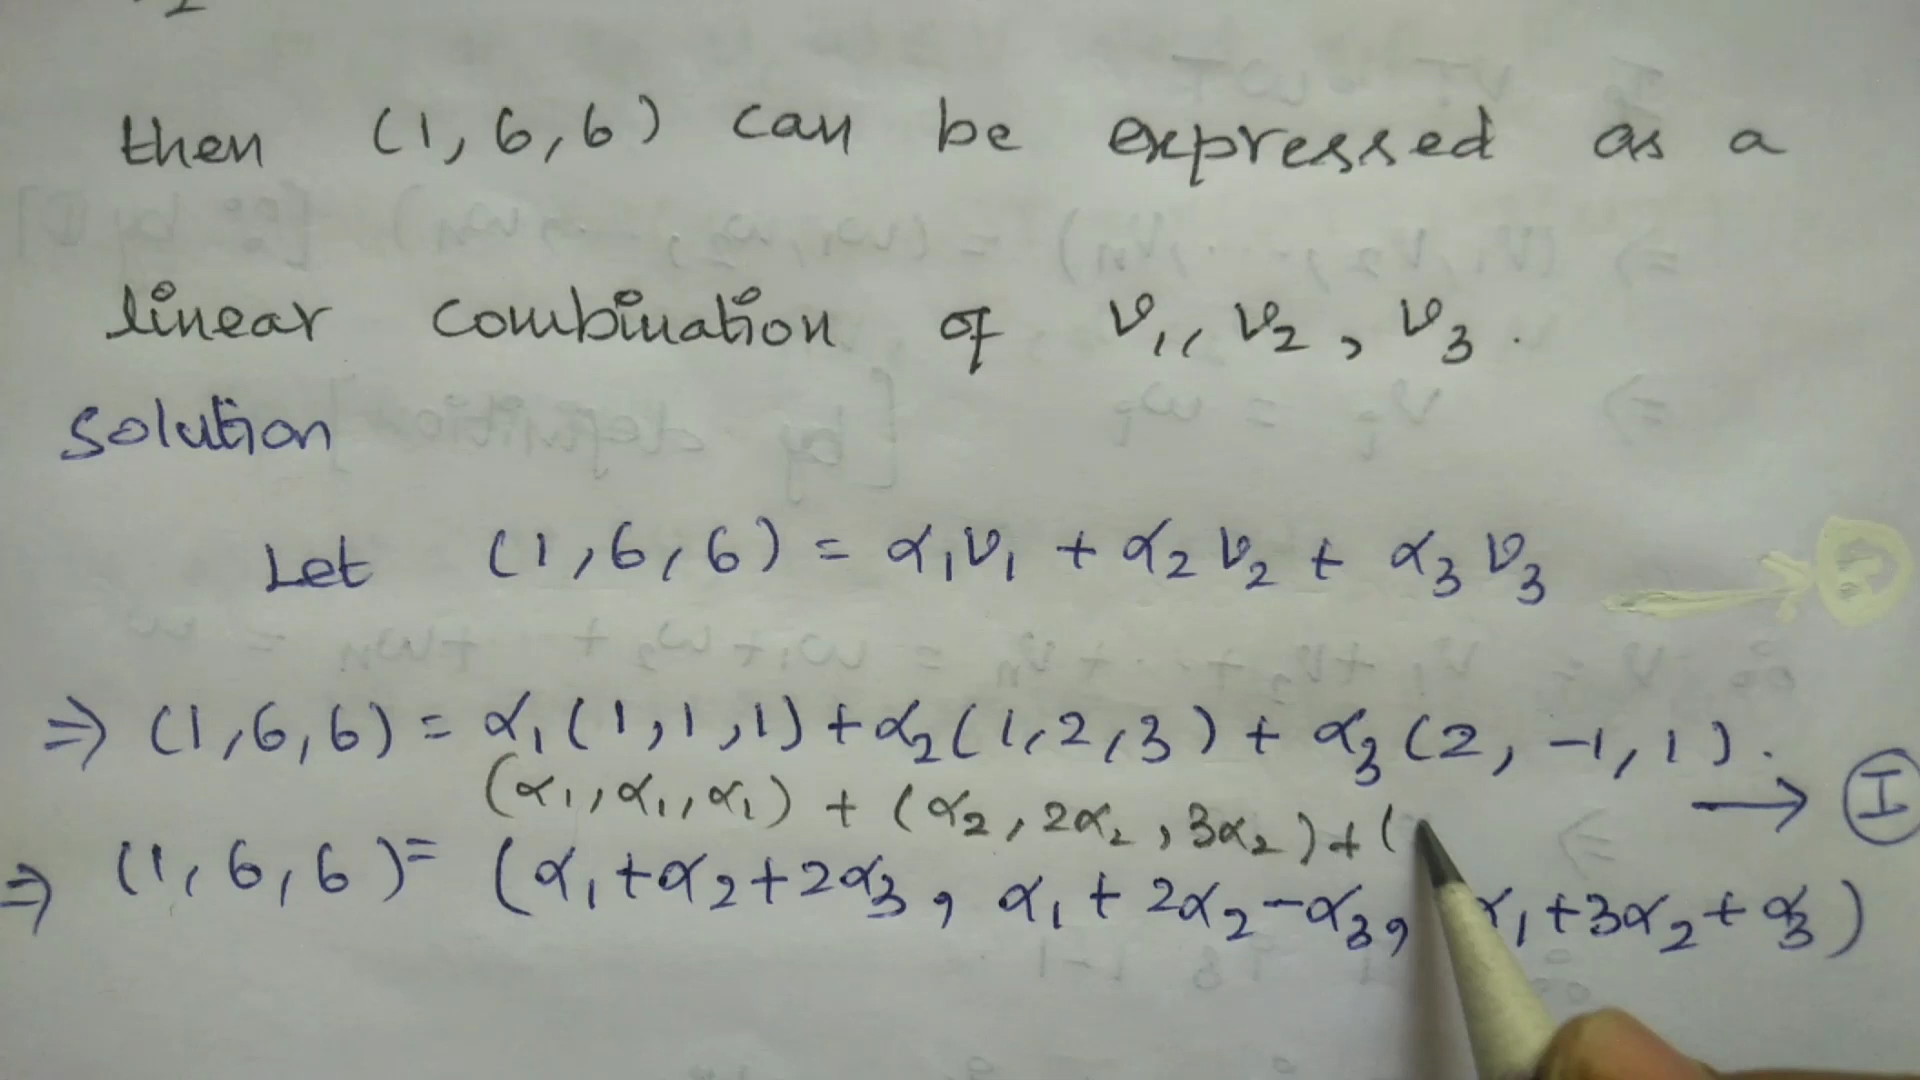 then (1,6,6) can be expressed as a
linear combination of v₁, v₂, v₃.
Solution
Let (1,6,6) = α₁v₁ + α₂v₂ + α₃v₃
⇒ (1,6,6) = α₁(1,1,1) + α₂(1,2,3) + α₃(2,-1,1).
(α₁,α₁,α₁) + (α₂, 2α₂, 3α₂) + (
→ I
⇒ (1,6,6) = (α₁+α₂+2α₃, α₁+2α₂-α₃, α₁+3α₂+α₃)